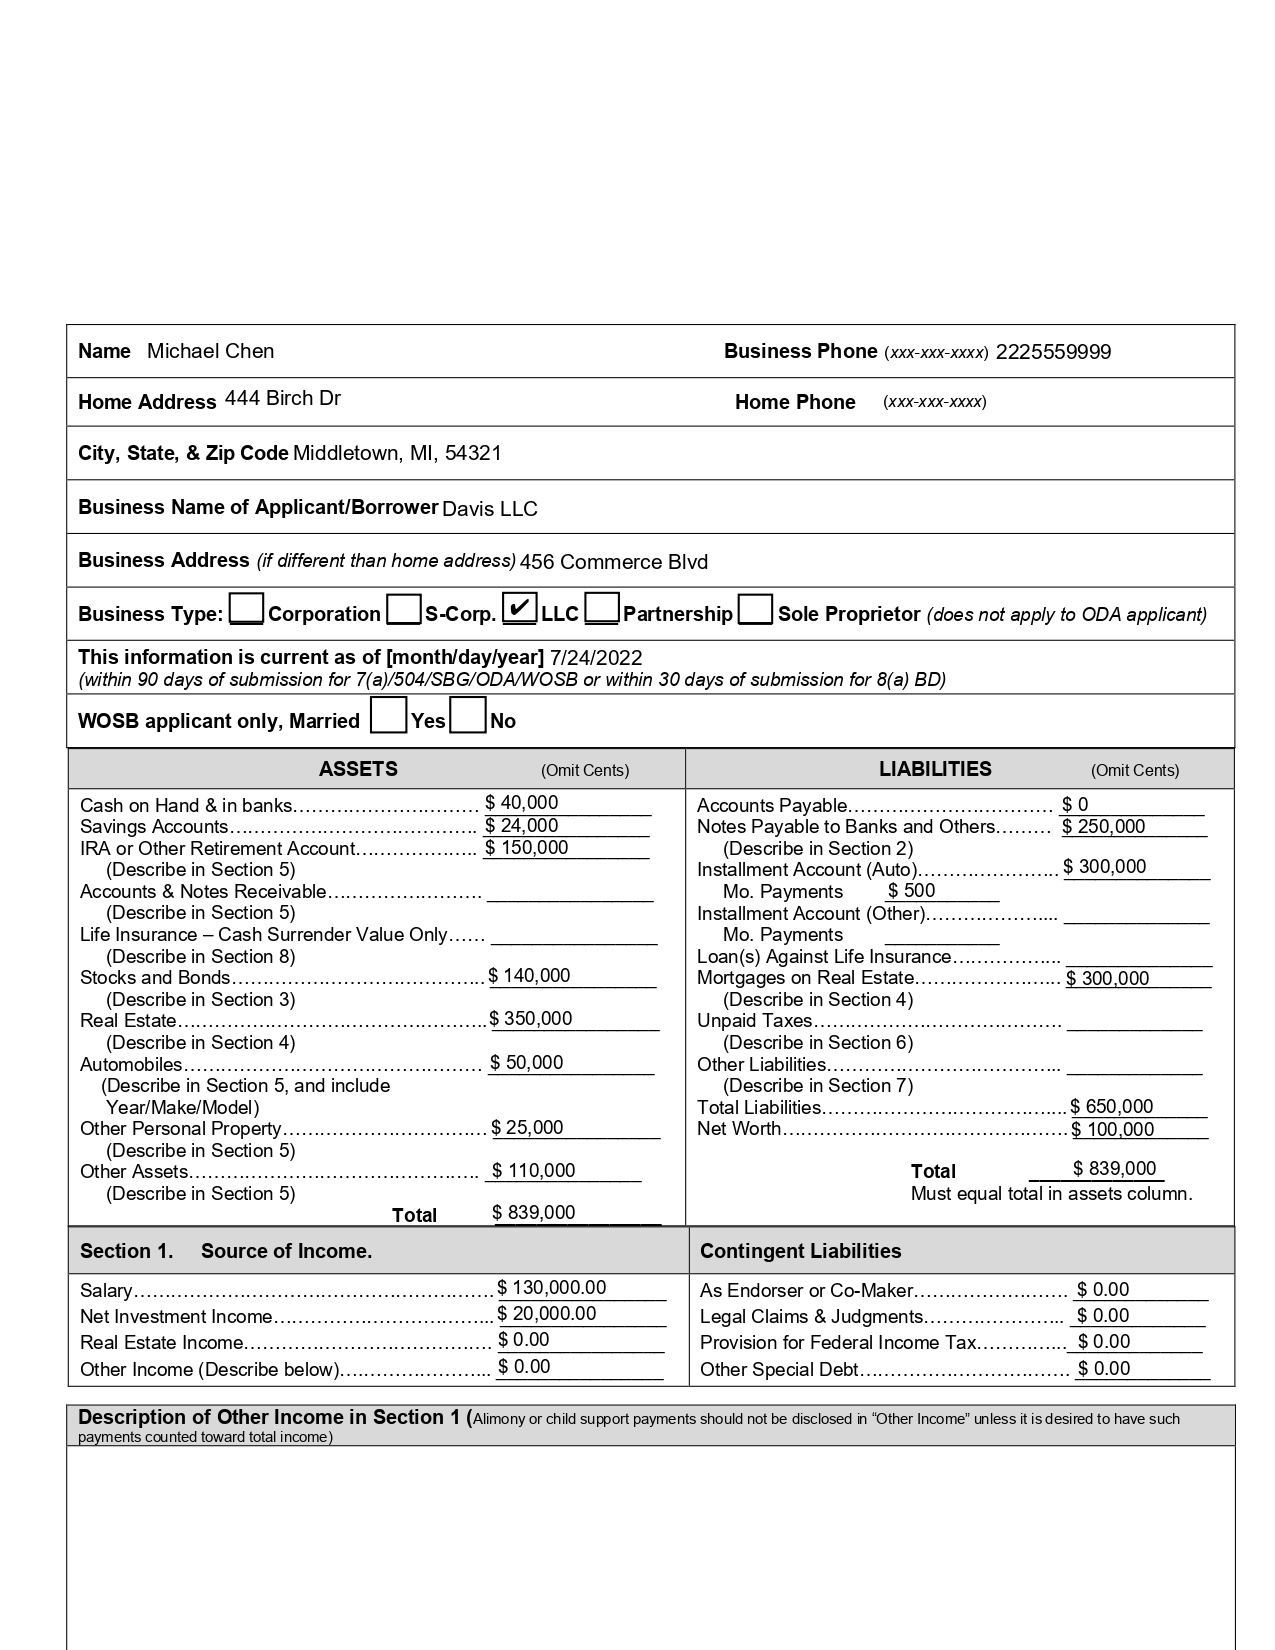 Name Michael Chen Business Phone (xxx-xxx-xxxx) 2225559999
Home Address 444 Birch Dr Home Phone (xxx-xxx-xxxx)
City, State, & Zip Code Middletown, MI, 54321
Business Name of Applicant/Borrower Davis LLC
Business Address (if different than home address) 456 Commerce Blvd
Business Type: Corporation S-Corp. ✔ LLC Partnership Sole Proprietor (does not apply to ODA applicant)
This information is current as of [month/day/year] 7/24/2022
(within 90 days of submission for 7(a)/504/SBG/ODA/WOSB or within 30 days of submission for 8(a) BD)
WOSB applicant only, Married Yes No
ASSETS (Omit Cents)
Cash on Hand & in banks $ 40,000
Savings Accounts $ 24,000
IRA or Other Retirement Account $ 150,000
(Describe in Section 5)
Accounts & Notes Receivable
(Describe in Section 5)
Life Insurance – Cash Surrender Value Only
(Describe in Section 8)
Stocks and Bonds $ 140,000
(Describe in Section 3)
Real Estate $ 350,000
(Describe in Section 4)
Automobiles $ 50,000
(Describe in Section 5, and include
Year/Make/Model)
Other Personal Property $ 25,000
(Describe in Section 5)
Other Assets $ 110,000
(Describe in Section 5)
Total $ 839,000
LIABILITIES (Omit Cents)
Accounts Payable $ 0
Notes Payable to Banks and Others $ 250,000
(Describe in Section 2)
Installment Account (Auto) $ 300,000
Mo. Payments $ 500
Installment Account (Other)
Mo. Payments
Loan(s) Against Life Insurance
Mortgages on Real Estate $ 300,000
(Describe in Section 4)
Unpaid Taxes
(Describe in Section 6)
Other Liabilities
(Describe in Section 7)
Total Liabilities $ 650,000
Net Worth $ 100,000
Total $ 839,000
Must equal total in assets column.
Section 1. Source of Income.
Salary $ 130,000.00
Net Investment Income $ 20,000.00
Real Estate Income $ 0.00
Other Income (Describe below) $ 0.00
Contingent Liabilities
As Endorser or Co-Maker $ 0.00
Legal Claims & Judgments $ 0.00
Provision for Federal Income Tax $ 0.00
Other Special Debt $ 0.00
Description of Other Income in Section 1 (Alimony or child support payments should not be disclosed in “Other Income” unless it is desired to have such
payments counted toward total income)